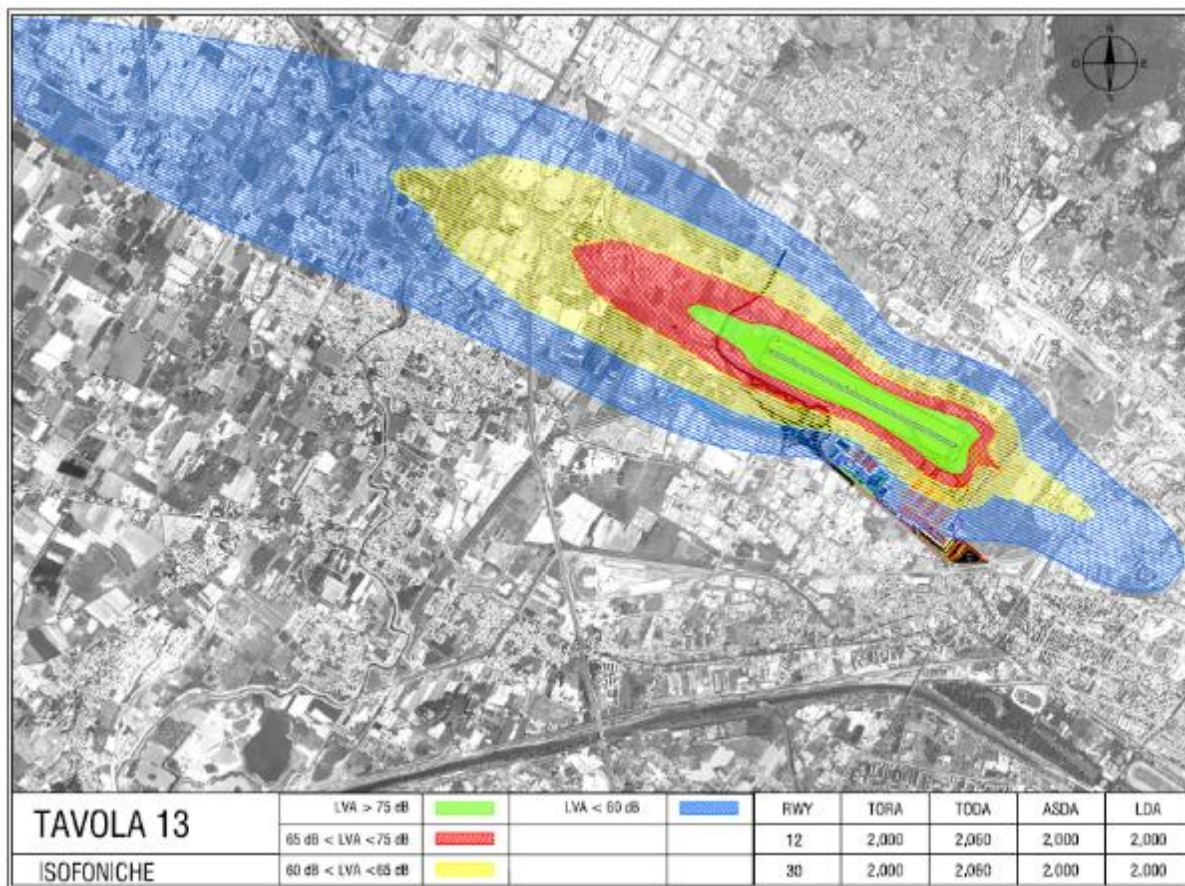 N
O E
S
TAVOLA 13
ISOFONICHE
LVA > 75 dB
65 dB < LVA <75 dB
60 dB < LVA <65 dB
LVA < 60 dB
RWY TORA TODA ASDA LDA
12 2,000 2,060 2,000 2,000
30 2.000 2,060 2.000 2.000